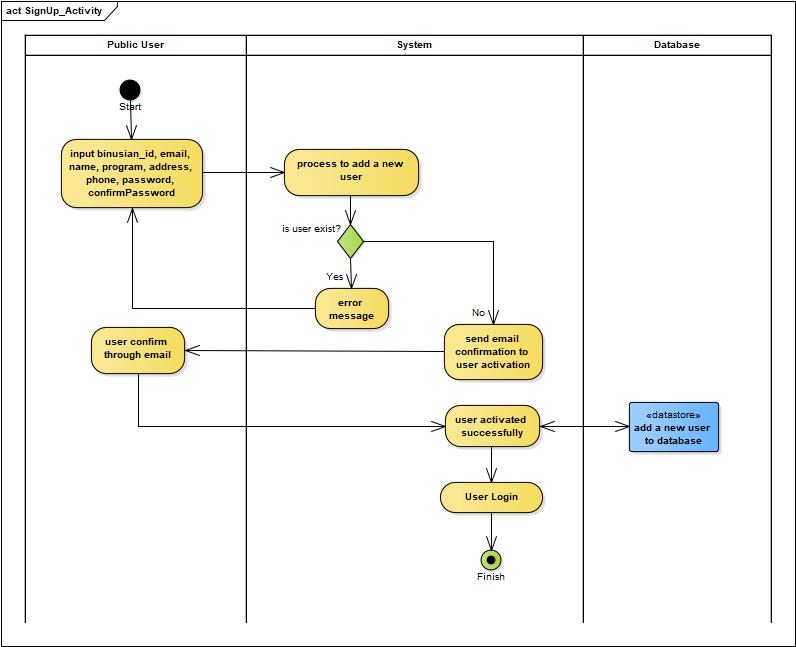 act SignUp_Activity
Public User
System
Database
Start
input binusian_id, email,
name, program, address,
phone, password,
confirmPassword
process to add a new
user
is user exist?
Yes
error
message
No
send email
confirmation to
user activation
user confirm
through email
user activated
successfully
«datastore»
add a new user
to database
User Login
Finish